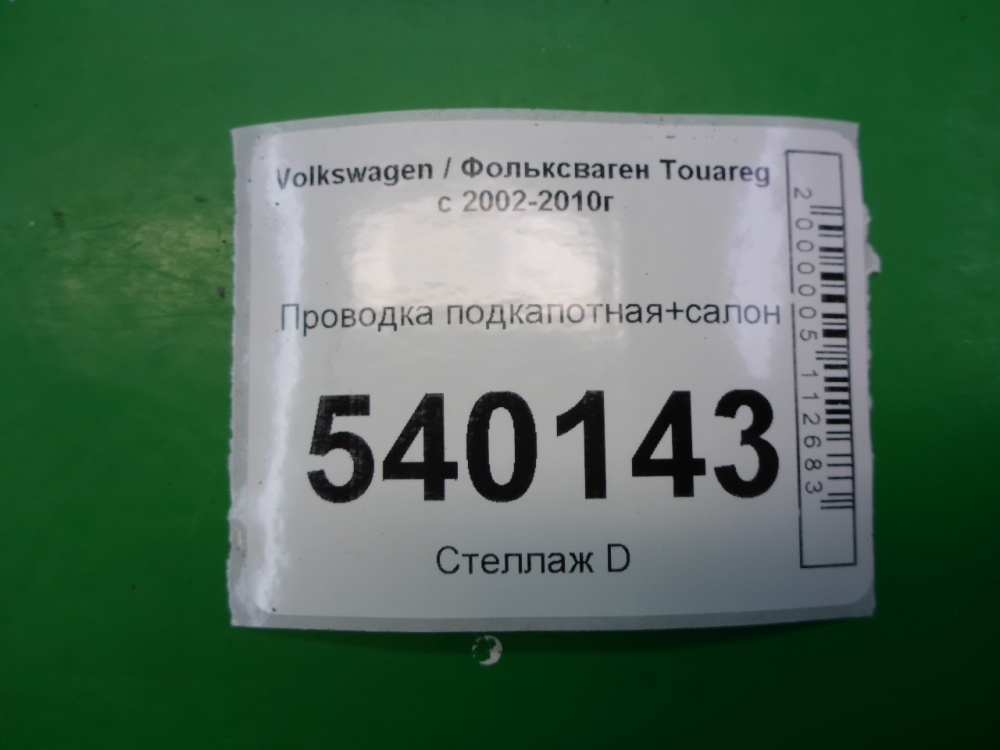 Volkswagen / Фольксваген Touareg
с 2002-2010г
Проводка подкапотная+салон
540143
Стеллаж D
2000005112683